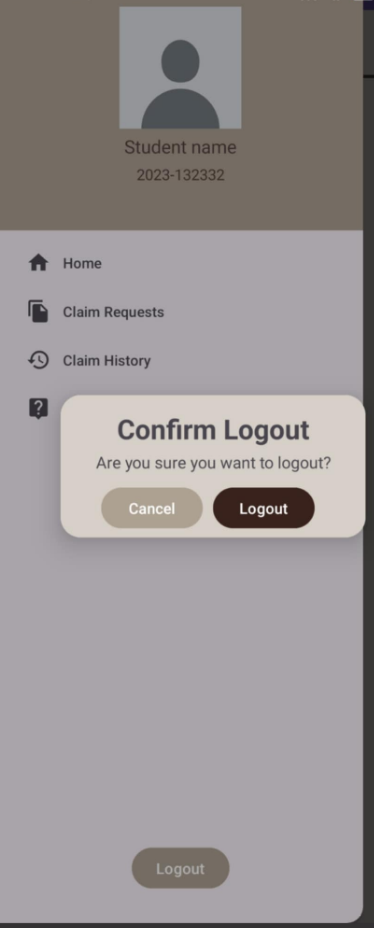 Student name
2023-132332
Home
Claim Requests
Claim History
?
Confirm Logout
Are you sure you want to logout?
Cancel
Logout
Logout